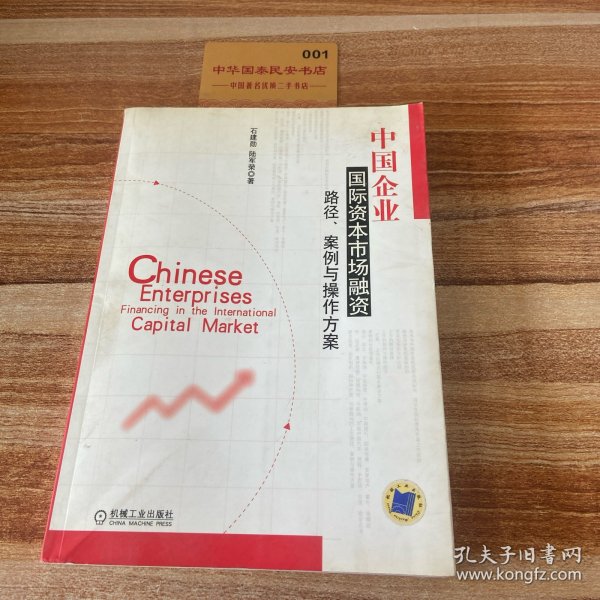 001
中华国泰民安书店
——中国著名优质二手书店——
石建勋 陆军荣◎著
中国企业
国际资本市场融资
路径、案例与操作方案
Chinese
Enterprises
Financing in the International
Capital Market
机械工业出版社
CHINA MACHINE PRESS
孔夫子旧书网
www.kongfz.com